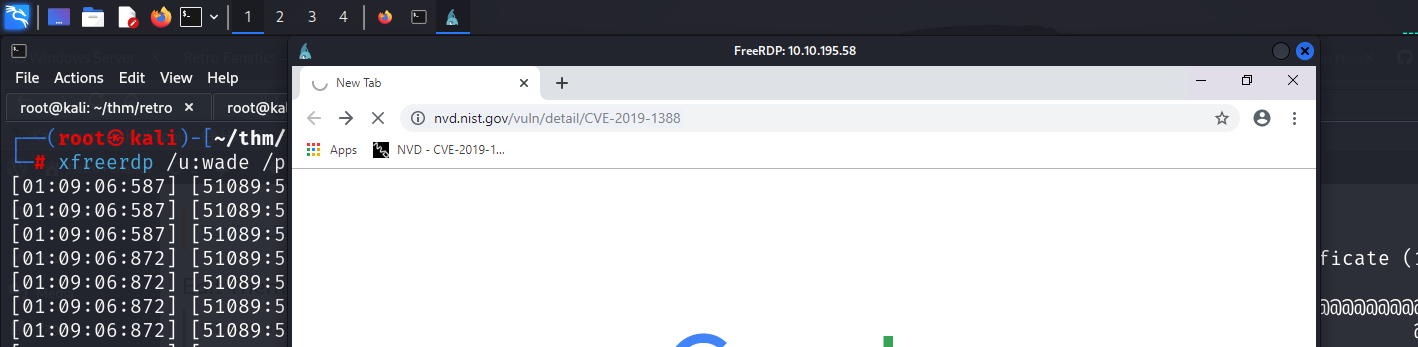 1 2 3 4
Windows Server
Retro Fanatics
FreeRDP: 10.10.195.58
File Actions Edit View Help
New Tab
root@kali: ~/thm/retro
root@kal
nvd.nist.gov/vuln/detail/CVE-2019-1388
Apps NVD - CVE-2019-1...
┌──(root㉿kali)-[~/thm/
└─# xfreerdp /u:wade /p
[01:09:06:587] [51089:5
[01:09:06:587] [51089:5
[01:09:06:587] [51089:5
[01:09:06:872] [51089:5
ficate (
[01:09:06:872] [51089:5
[01:09:06:872] [51089:5
@@@@@@@@@
[01:09:06:872] [51089:5